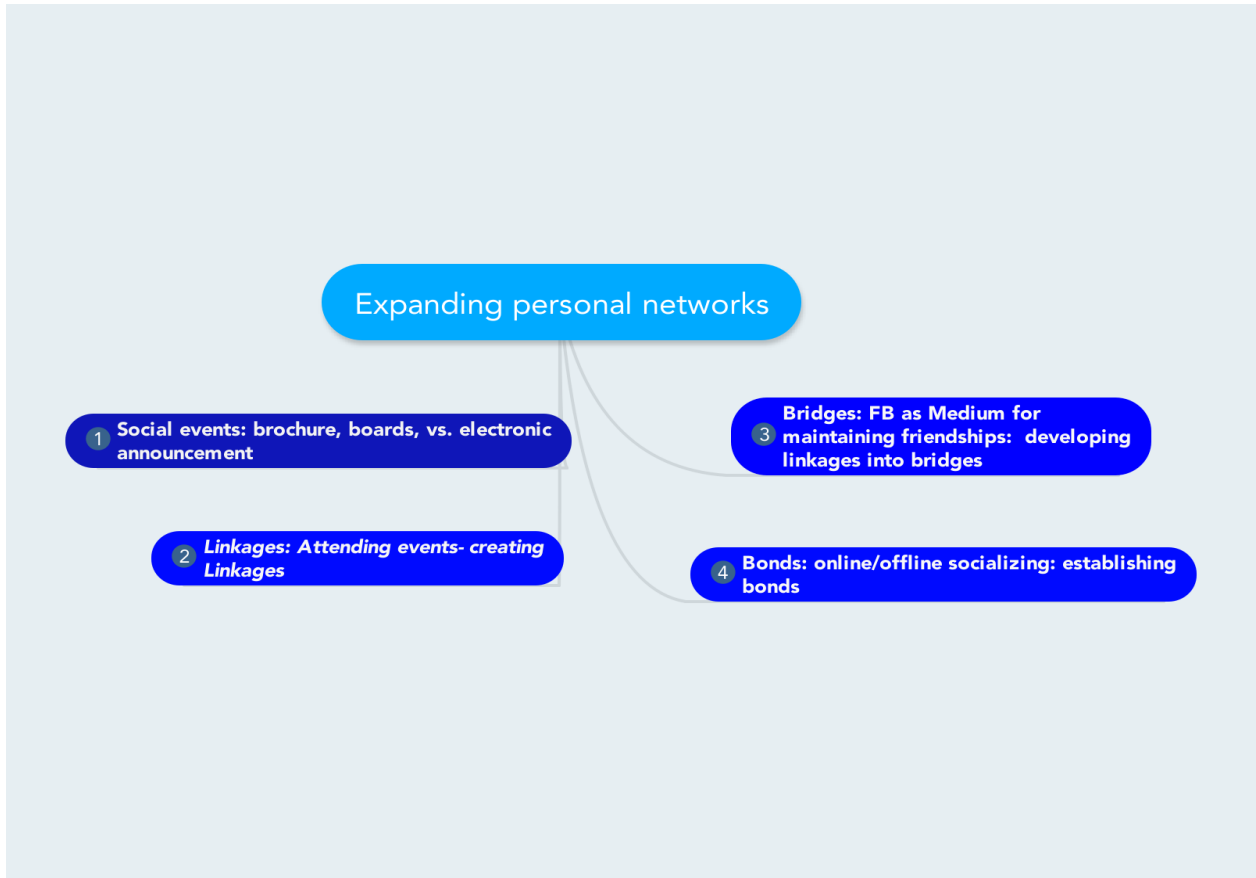 Expanding personal networks
1
Social events: brochure, boards, vs. electronic
announcement
2
Linkages: Attending events- creating
Linkages
3
Bridges: FB as Medium for
maintaining friendships:  developing
linkages into bridges
4
Bonds: online/offline socializing: establishing
bonds